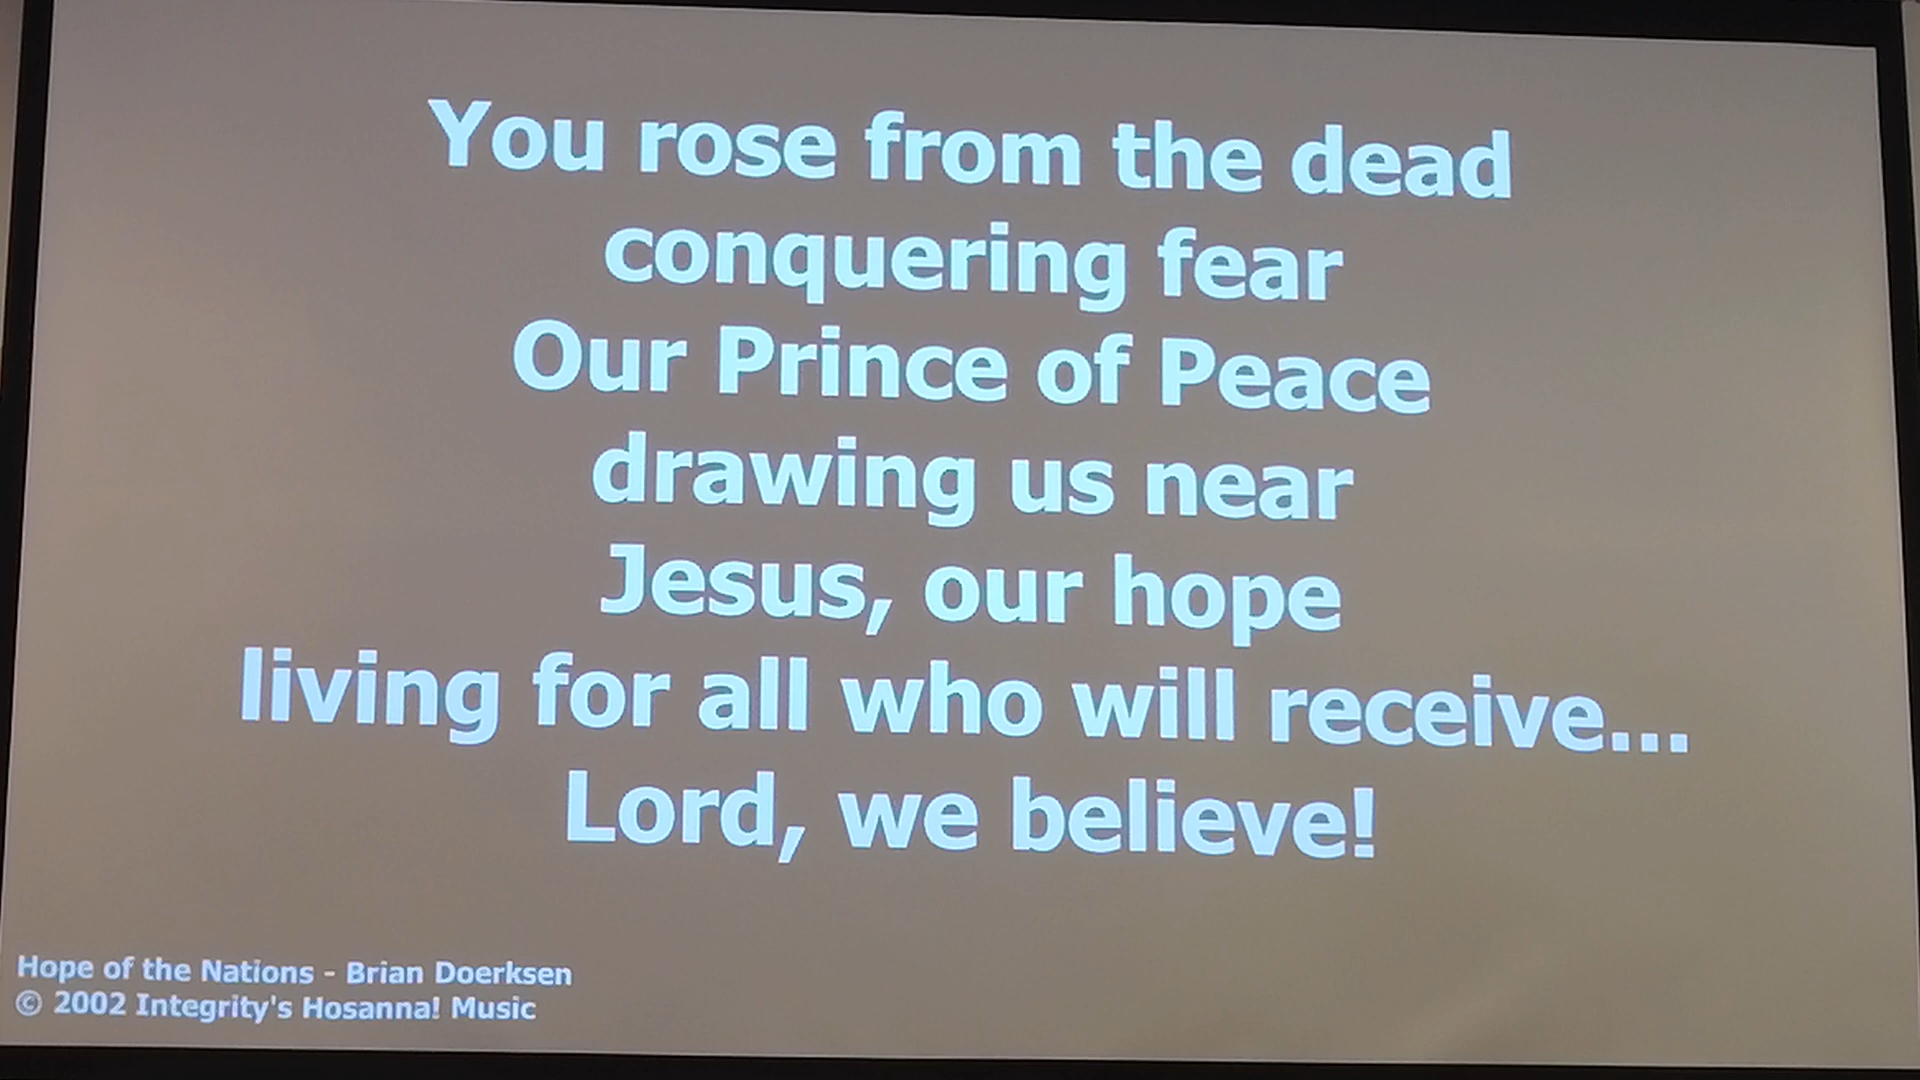 You rose from the dead
conquering fear
Our Prince of Peace
drawing us near
Jesus, our hope
living for all who will receive...
Lord, we believe!
Hope of the Nations - Brian Doerksen
© 2002 Integrity's Hosanna! Music